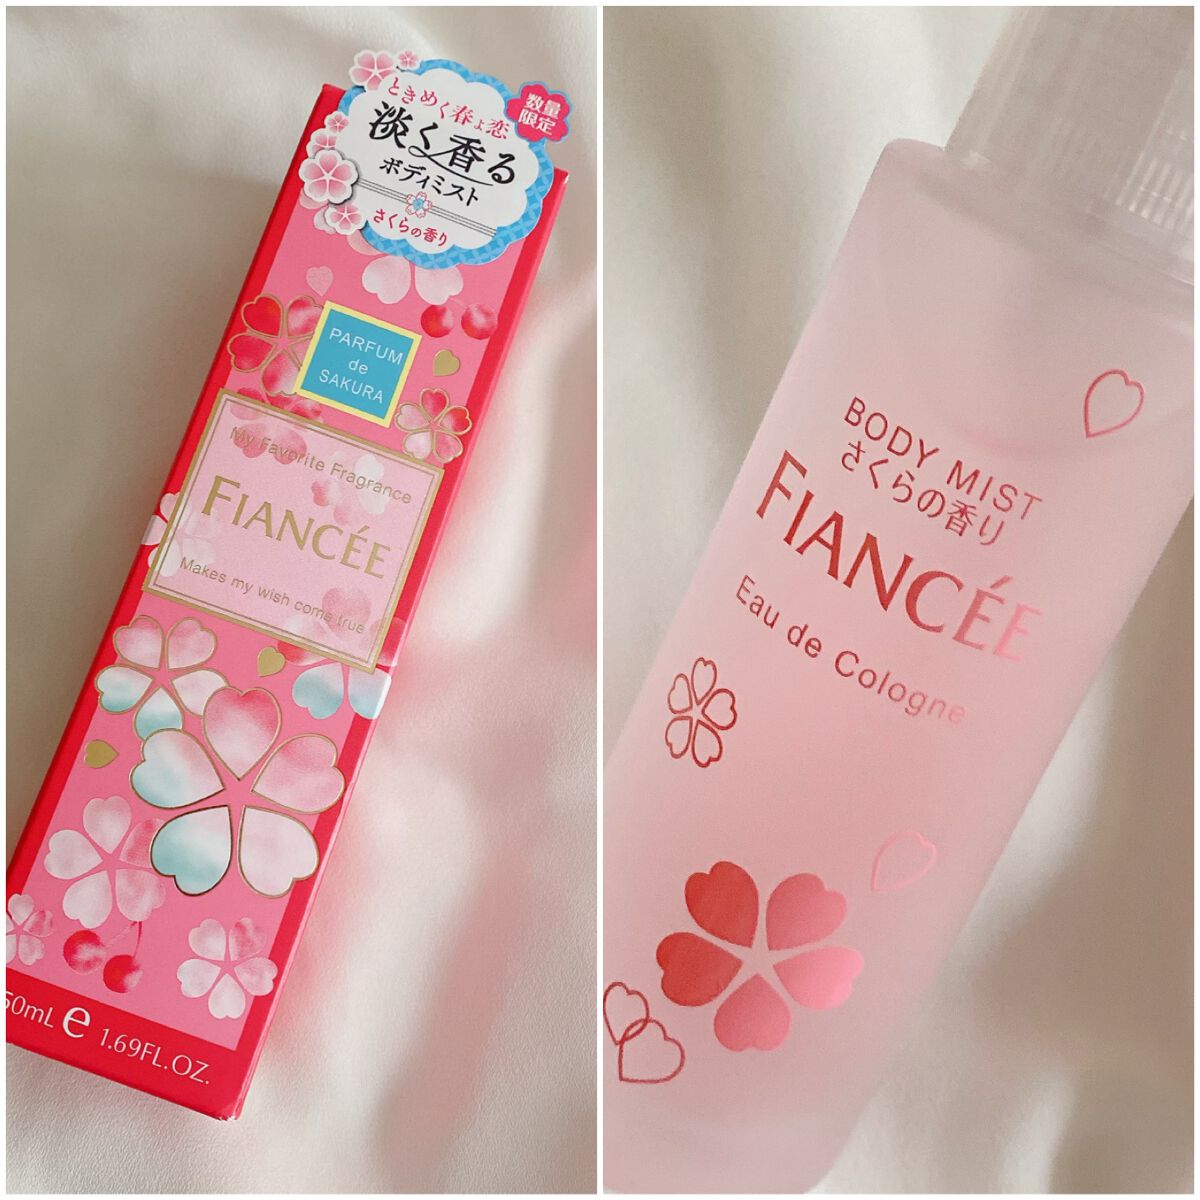 ときめく春よ恋
数量
限定
淡く香る
ボディミスト
さくらの香り
PARFUM
de
SAKURA
My Favorite Fragrance
FIANCÉE
Makes my wish come true
50mL e 1.69FL.OZ.
BODY MIST
さくらの香り
FIANCÉE
Eau de Cologne